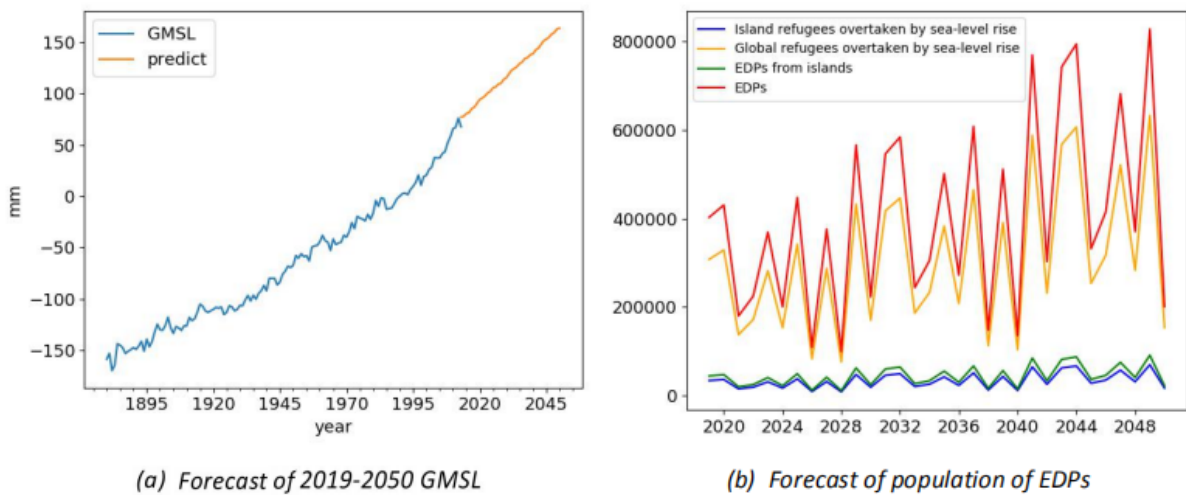 GMSL
predict
150
100
50
0
−50
−100
−150
mm
1895 1920 1945 1970 1995 2020 2045
year
(a) Forecast of 2019-2050 GMSL
Island refugees overtaken by sea-level rise
Global refugees overtaken by sea-level rise
EDPs from islands
EDPs
800000
600000
400000
200000
0
2020 2024 2028 2032 2036 2040 2044 2048
(b) Forecast of population of EDPs